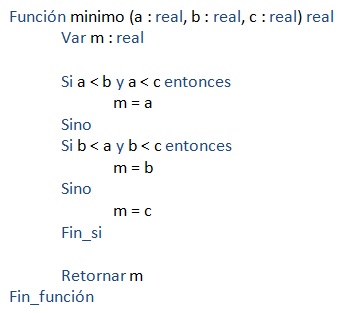 Función minimo (a : real, b : real, c : real) real
Var m : real
Si a < b y a < c entonces
m = a
Sino
Si b < a y b < c entonces
m = b
Sino
m = c
Fin_si
Retornar m
Fin_función